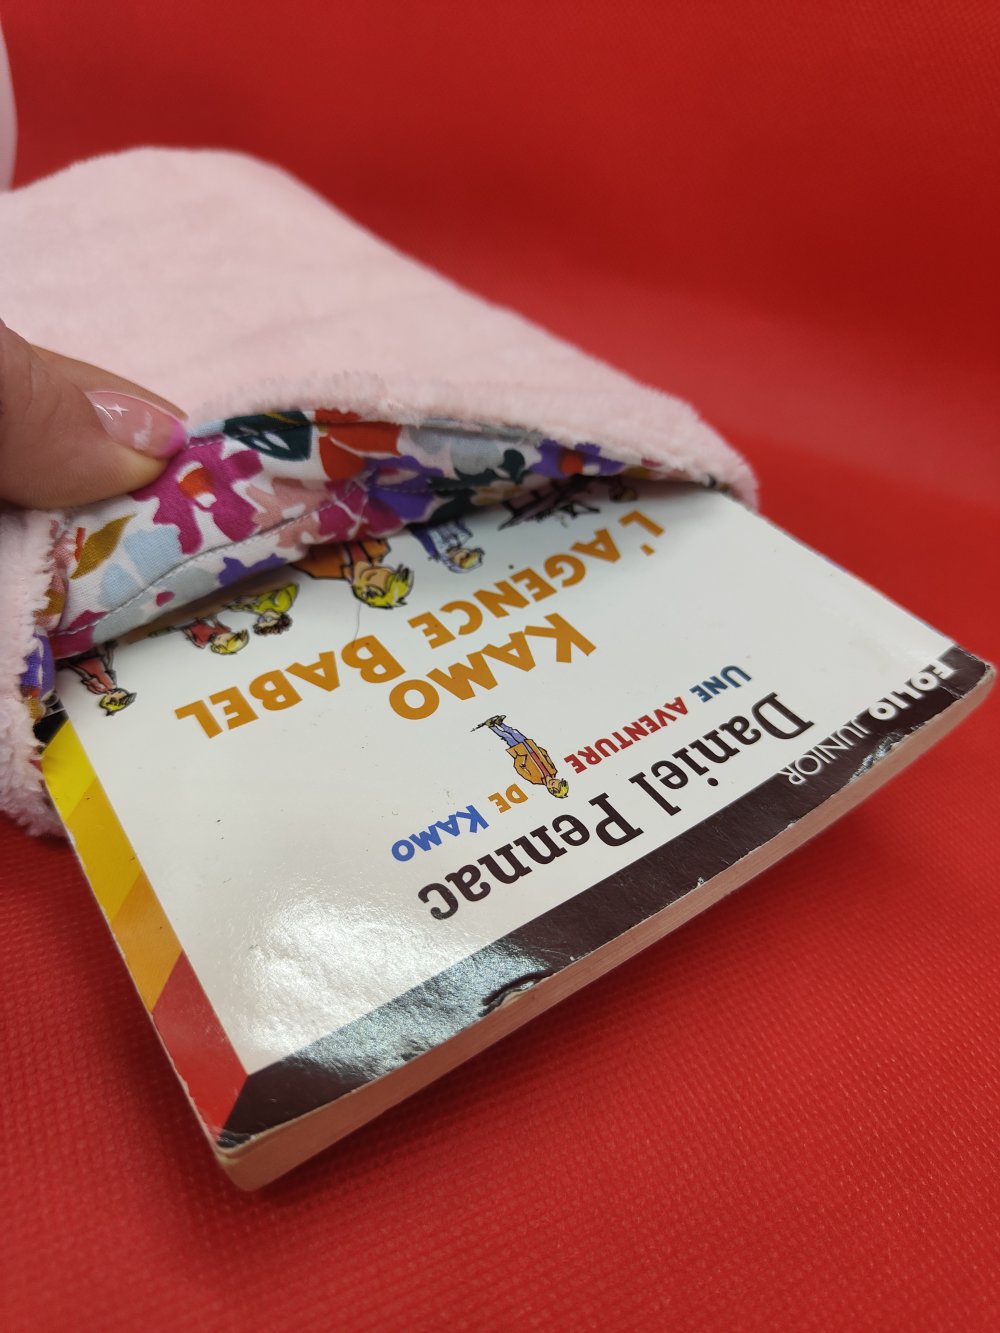 FOLIO JUNIOR
Daniel Pennac
UNE AVENTURE DE KAMO
KAMO
L'AGENCE BABEL